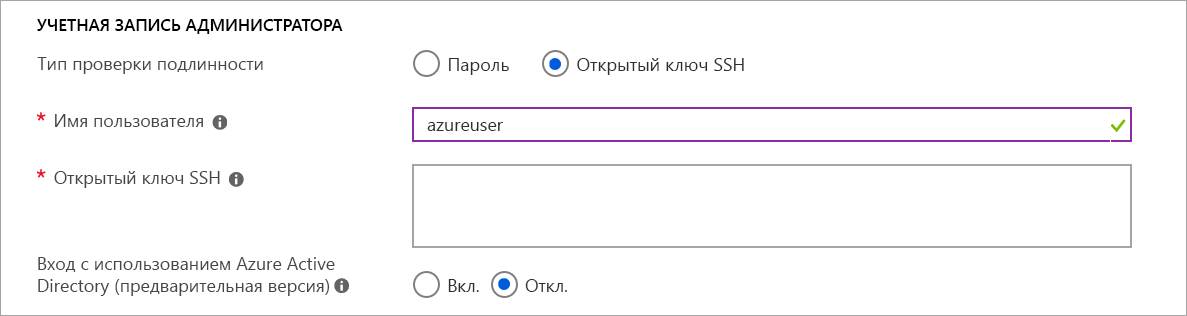 УЧЕТНАЯ ЗАПИСЬ АДМИНИСТРАТОРА
Тип проверки подлинности Пароль Открытый ключ SSH
* Имя пользователя azureuser
* Открытый ключ SSH
Вход с использованием Azure Active
Directory (предварительная версия) Вкл. Откл.